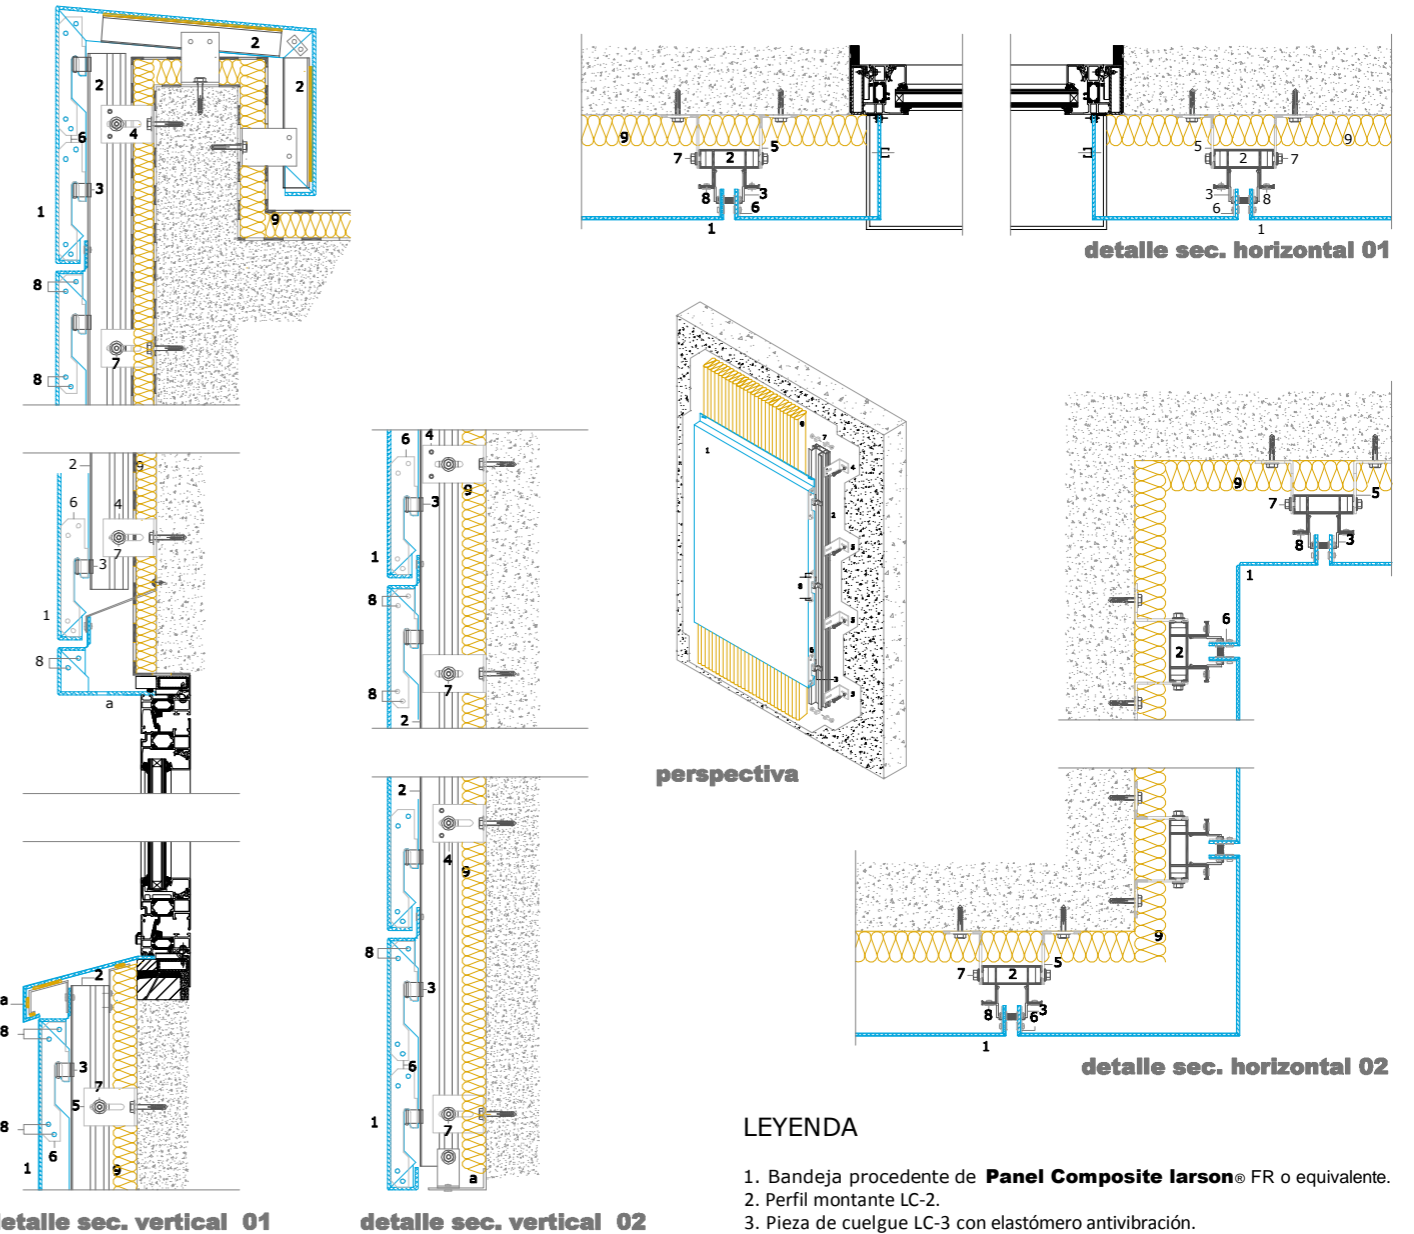 detalle sec. horizontal 01
perspectiva
detalle sec. horizontal 02
detalle sec. vertical 01
detalle sec. vertical 02
LEYENDA
1. Bandeja procedente de Panel Composite larson® FR o equivalente.
2. Perfil montante LC-2.
3. Pieza de cuelgue LC-3 con elastómero antivibración.